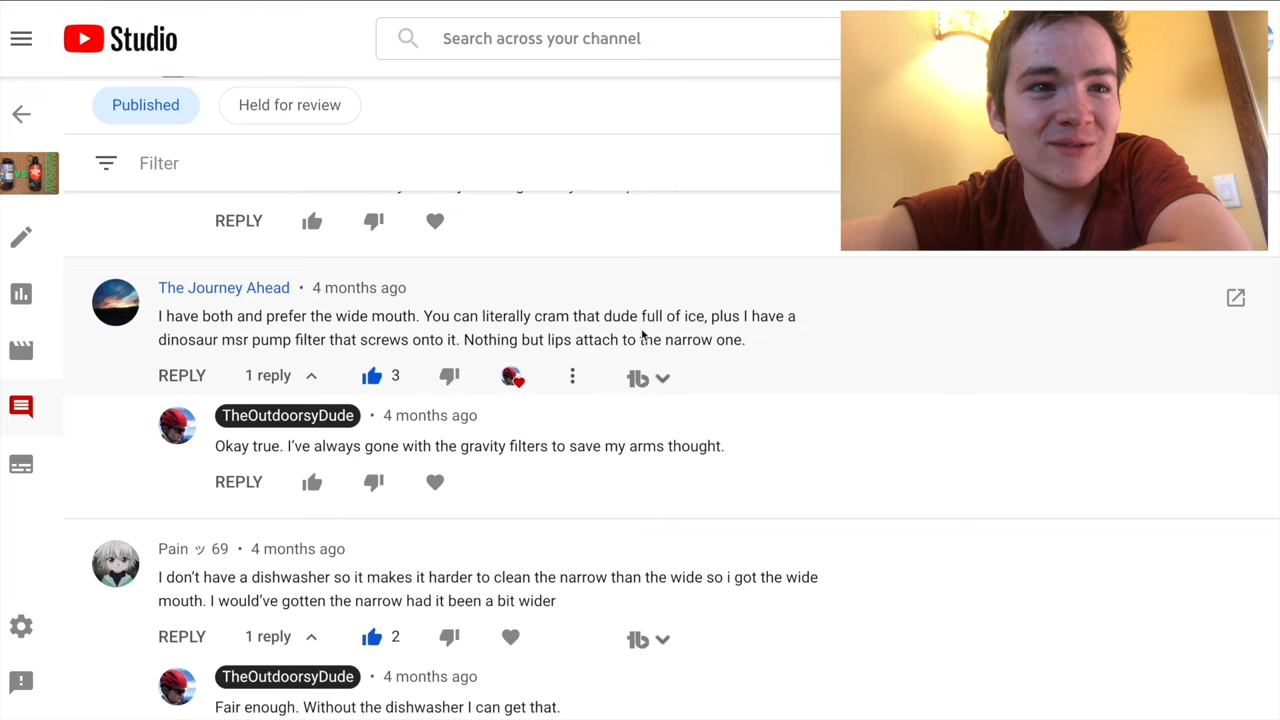 Studio
Search across your channel
Published
Held for review
Filter
REPLY
The Journey Ahead • 4 months ago
I have both and prefer the wide mouth. You can literally cram that dude full of ice, plus I have a
dinosaur msr pump filter that screws onto it. Nothing but lips attach to the narrow one.
REPLY 1 reply 3
TheOutdoorsyDude • 4 months ago
Okay true. I've always gone with the gravity filters to save my arms thought.
REPLY
Pain ッ 69 • 4 months ago
I don't have a dishwasher so it makes it harder to clean the narrow than the wide so i got the wide
mouth. I would've gotten the narrow had it been a bit wider
REPLY 1 reply 2
TheOutdoorsyDude • 4 months ago
Fair enough. Without the dishwasher I can get that.